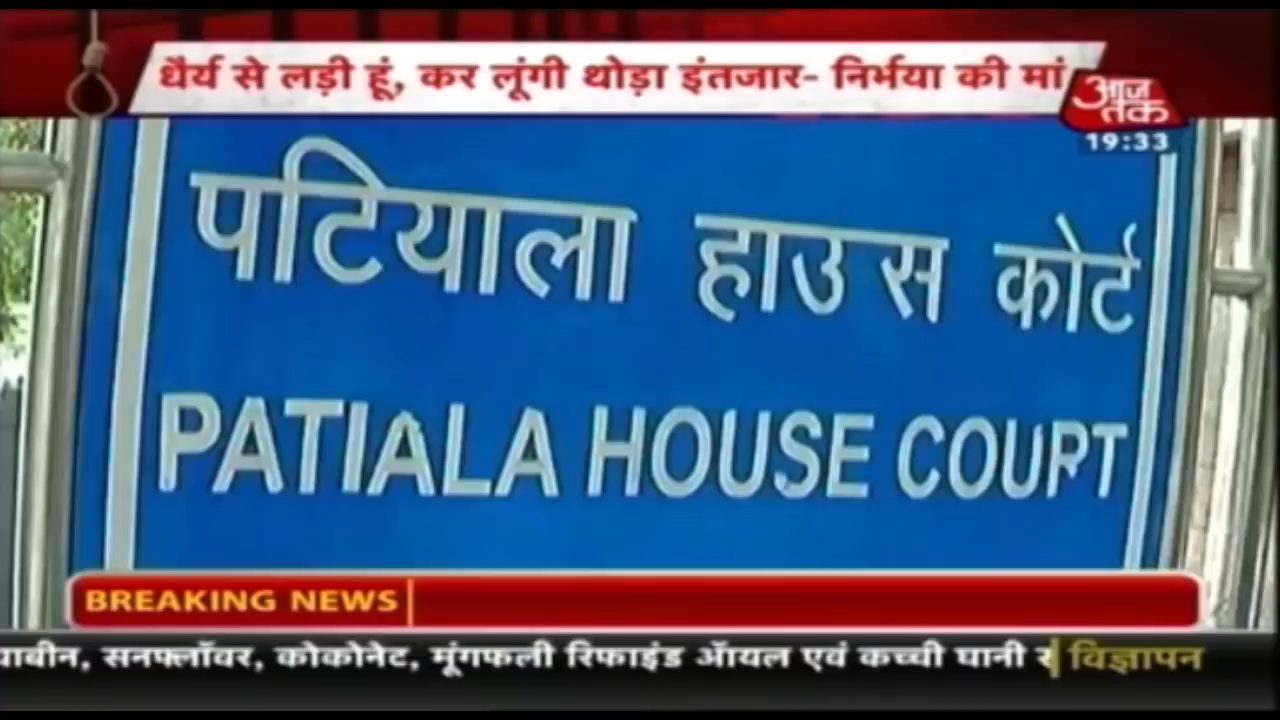 धैर्य से लड़ी हूं, कर लूंगी थोड़ा इंतजार- निर्भया की मां
आज तक
19:33
पटियाला हाउस कोर्ट
PATIALA HOUSE COURT
BREAKING NEWS
सनफ्लॉवर, कोकोनेट, मूंगफली रिफाइंड ऑयल एवं कच्ची घानी
विज्ञापन